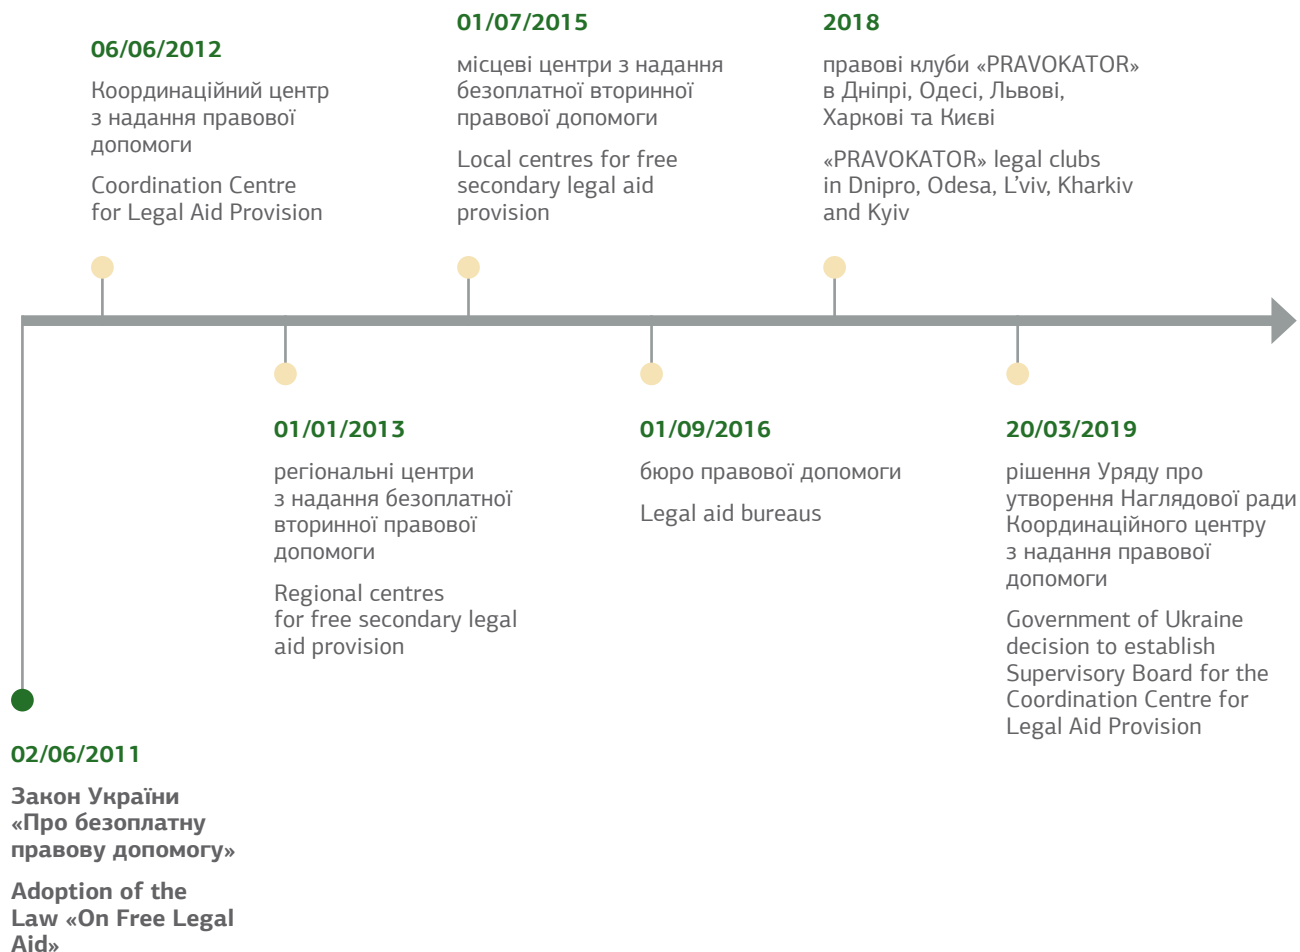 06/06/2012
Координаційний центр
з надання правової
допомоги
Coordination Centre
for Legal Aid Provision
01/07/2015
місцеві центри з надання
безоплатної вторинної
правової допомоги
Local centres for free
secondary legal aid
provision
2018
правові клуби «PRAVOKATOR»
в Дніпрі, Одесі, Львові,
Харкові та Києві
«PRAVOKATOR» legal clubs
in Dnipro, Odesa, L’viv, Kharkiv
and Kyiv
01/01/2013
регіональні центри
з надання безоплатної
вторинної правової
допомоги
Regional centres
for free secondary legal
aid provision
01/09/2016
бюро правової допомоги
Legal aid bureaus
20/03/2019
рішення Уряду про
утворення Наглядової ради
Координаційного центру
з надання правової
допомоги
Government of Ukraine
decision to establish
Supervisory Board for the
Coordination Centre for
Legal Aid Provision
02/06/2011
Закон України
«Про безоплатну
правову допомогу»
Adoption of the
Law «On Free Legal
Aid»